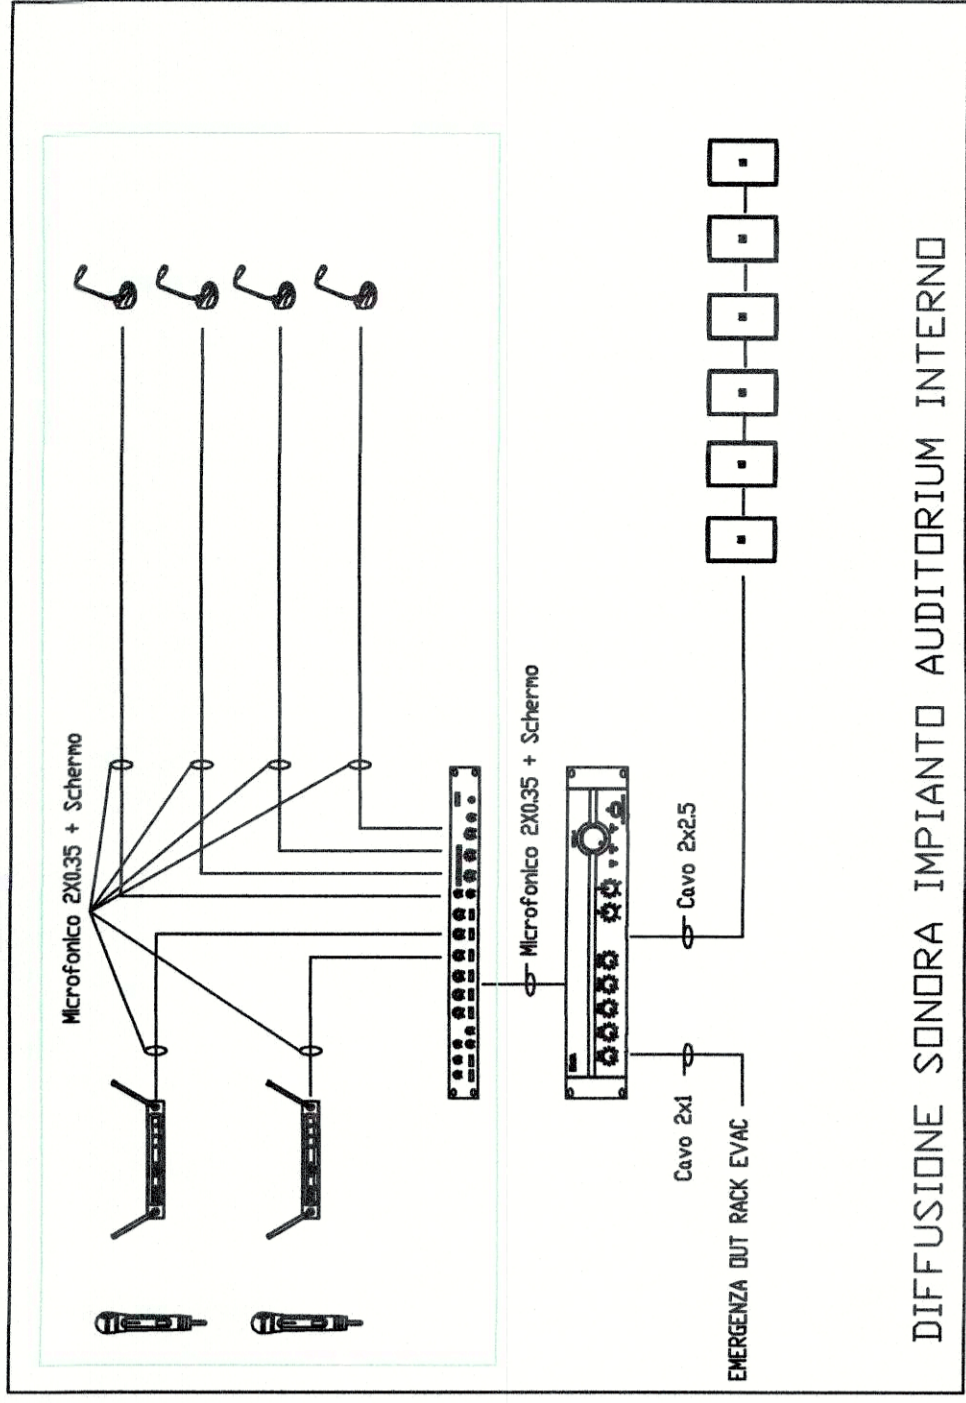 Microfonico 2X0.35 + Schermo
Microfonico 2X0.35 + Schermo
Cavo 2x1
Cavo 2x2.5
EMERGENZA OUT RACK EVAC
DIFFUSIONE SONORA IMPIANTO AUDITORIUM INTERNO